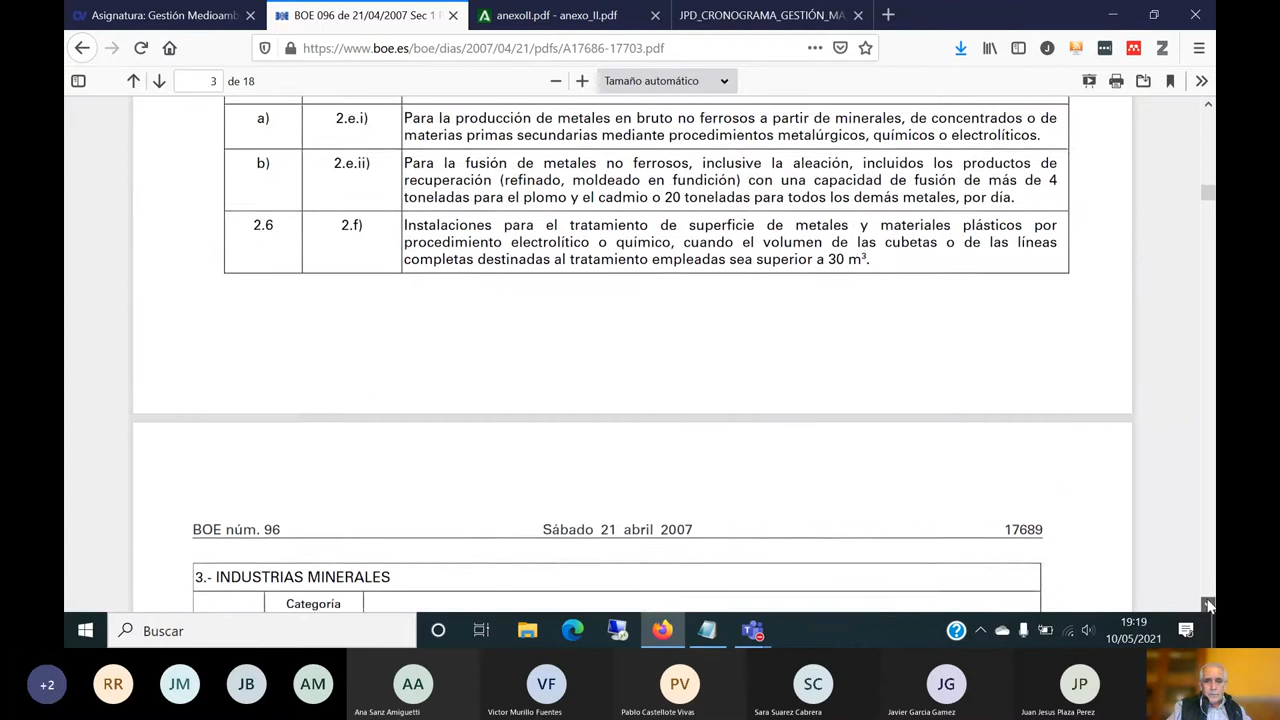 Asignatura: Gestión Medioamb
BOE 096 de 21/04/2007 Sec 1
anexoII.pdf - anexo_II.pdf
JPD_CRONOGRAMA_GESTIÓN_MA
https://www.boe.es/boe/dias/2007/04/21/pdfs/A17686-17703.pdf
3 de 18
Tamaño automático
a) 2.e.i) Para la producción de metales en bruto no ferrosos a partir de minerales, de concentrados o de
materias primas secundarias mediante procedimientos metalúrgicos, químicos o electrolíticos.
b) 2.e.ii) Para la fusión de metales no ferrosos, inclusive la aleación, incluidos los productos de
recuperación (refinado, moldeado en fundición) con una capacidad de fusión de más de 4
toneladas para el plomo y el cadmio o 20 toneladas para todos los demás metales, por día.
2.6 2.f) Instalaciones para el tratamiento de superficie de metales y materiales plásticos por
procedimiento electrolítico o químico, cuando el volumen de las cubetas o de las líneas
completas destinadas al tratamiento empleadas sea superior a 30 m³.
BOE núm. 96 Sábado 21 abril 2007 17689
3.- INDUSTRIAS MINERALES
Categoría
Buscar
19:19
10/05/2021
+2 RR JM JB AM AA VF PV SC JG JP
Ana Sanz Amiguetti
Victor Murillo Fuentes
Pablo Castellote Vivas
Sara Suarez Cabrera
Javier Garcia Gamez
Juan Jesus Plaza Perez